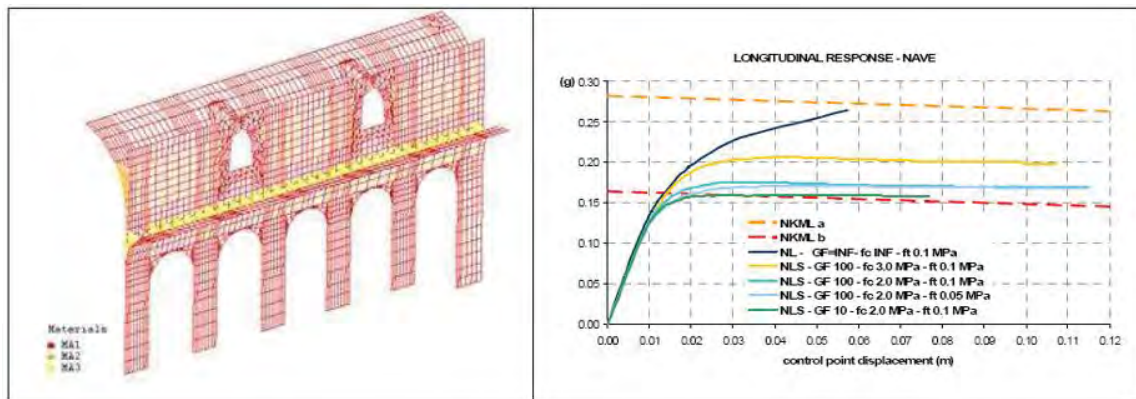 Materials
MA1
MA2
MA3
LONGITUDINAL RESPONSE - NAVE
(g)
0.30
0.25
0.20
0.15
0.10
0.05
0.00
NKML a
NKML b
NL - GF=INF- fc INF - ft 0.1 MPa
NLS - GF 100 - fc 3.0 MPa - ft 0.1 MPa
NLS - GF 100 - fc 2.0 MPa - ft 0.1 MPa
NLS - GF 100 - fc 2.0 MPa - ft 0.05 MPa
NLS - GF 10 - fc 2.0 MPa - ft 0.1 MPa
0.00 0.01 0.02 0.03 0.04 0.05 0.06 0.07 0.08 0.09 0.10 0.11 0.12
control point displacement (m)